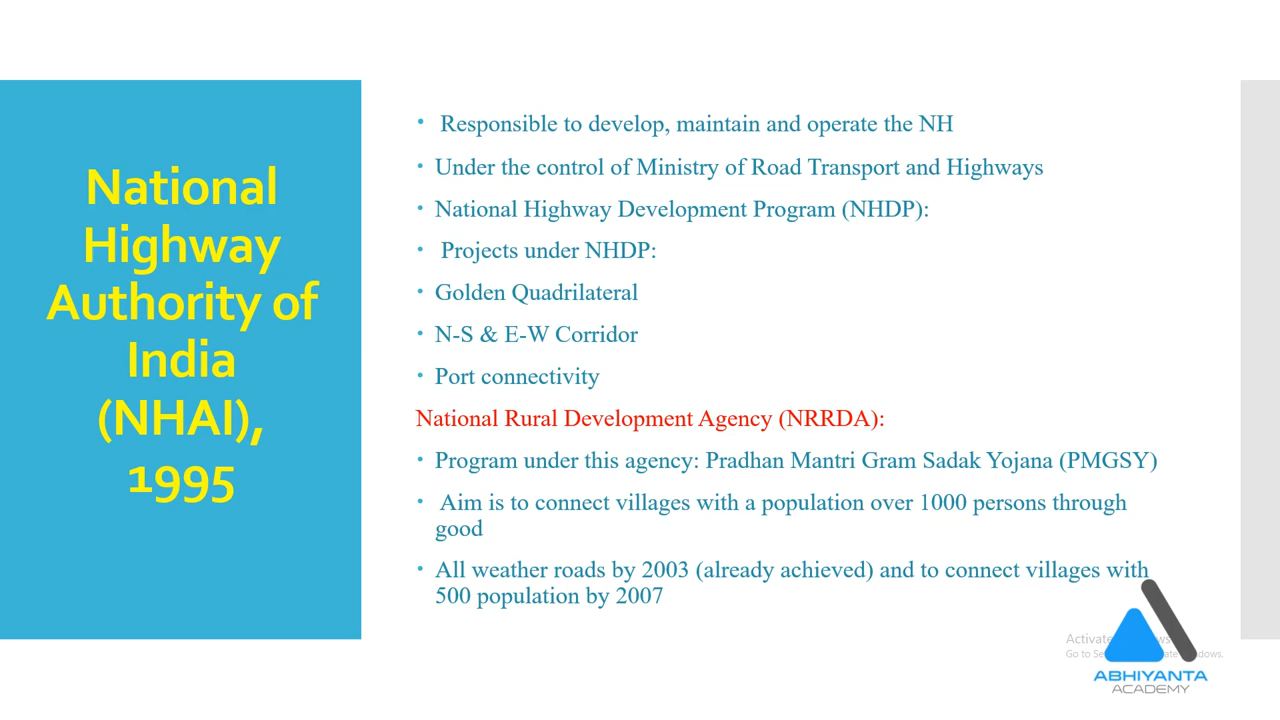 National
Highway
Authority of
India
(NHAI),
1995
• Responsible to develop, maintain and operate the NH
• Under the control of Ministry of Road Transport and Highways
• National Highway Development Program (NHDP):
• Projects under NHDP:
• Golden Quadrilateral
• N-S & E-W Corridor
• Port connectivity
National Rural Development Agency (NRRDA):
• Program under this agency: Pradhan Mantri Gram Sadak Yojana (PMGSY)
• Aim is to connect villages with a population over 1000 persons through
good
• All weather roads by 2003 (already achieved) and to connect villages with
500 population by 2007
Activate
Go to
ABHIYANTA
ACADEMY